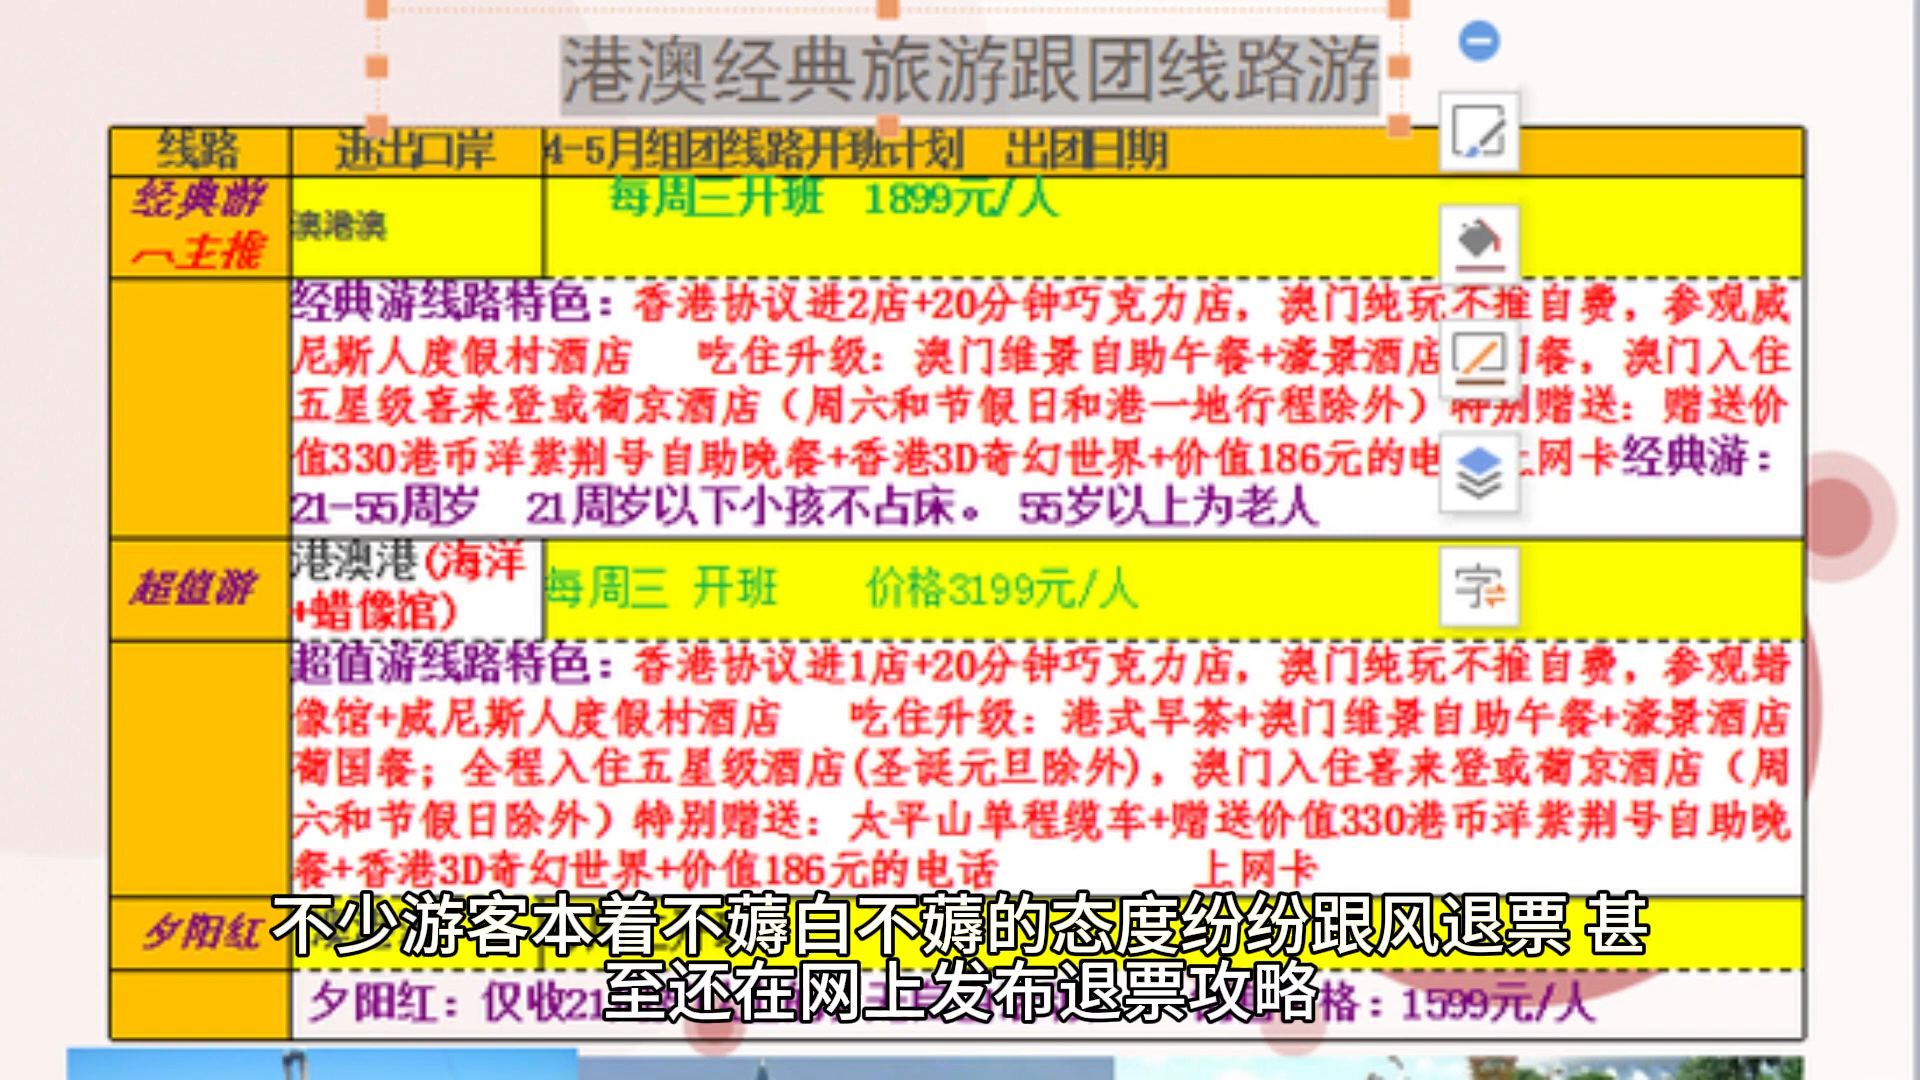 港澳经典旅游跟团线路游
线路 进出口岸 4-5月组团线路开班计划 出团日期
经典游 每周三开班 1899元/人
（主推 澳港澳
经典游线路特色：香港协议进2店+20分钟巧克力店，澳门纯玩不推自费，参观威
尼斯人度假村酒店 吃住升级：澳门维景自助午餐+濠景酒店 餐，澳门入住
五星级喜来登或葡京酒店（周六和节假日和港一地行程除外）特别赠送：赠送价
值330港币洋紫荆号自助晚餐+香港3D奇幻世界+价值186元的电 上网卡经典游：
21-55周岁 21周岁以下小孩不占床。 55岁以上为老人
超值游 港澳港(海洋 每周三 开班 价格3199元/人
+蜡像馆)
超值游线路特色：香港协议进1店+20分钟巧克力店，澳门纯玩不推自费，参观蜡
像馆+威尼斯人度假村酒店 吃住升级：港式早茶+澳门维景自助午餐+濠景酒店
葡国餐；全程入住五星级酒店(圣诞元旦除外)，澳门入住喜来登或葡京酒店（周
六和节假日除外）特别赠送：太平山单程缆车+赠送价值330港币洋紫荆号自助晚
餐+香港3D奇幻世界+价值186元的电话 上网卡
夕阳红
夕阳红：仅收21 格：1599元/人
字
不少游客本着不薅白不薅的态度纷纷跟风退票 甚
至还在网上发布退票攻略